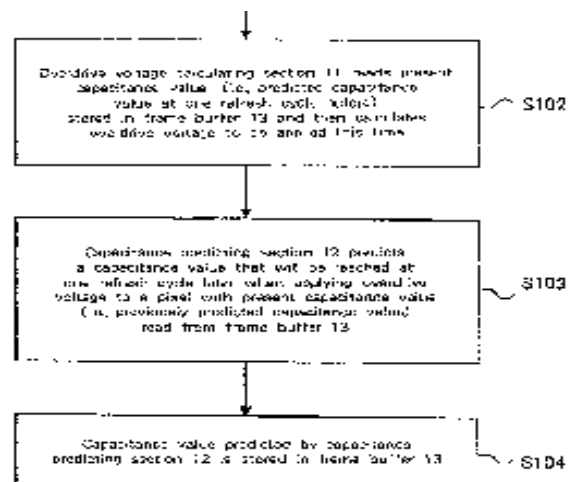 Overdrive voltage calculating section 11 reads present
capacitance value (i.e., predicted capacitance
value at one refresh cycle before)
stored in frame buffer 13 and then calculates
overdrive voltage to be applied this time
S102
Capacitance predicting section 12 predicts
a capacitance value that will be reached at
one refresh cycle later when applying overdrive
voltage to a pixel with present capacitance value
(i.e., previously predicted capacitance value)
read from frame buffer 13
S103
Capacitance value predicted by capacitance
predicting section 12 is stored in frame buffer 13
S104